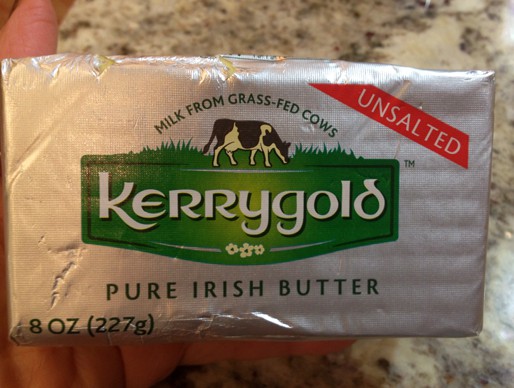 MILK FROM GRASS-FED COWS
UNSALTED
Kerrygold
TM
PURE IRISH BUTTER
8 OZ (227g)